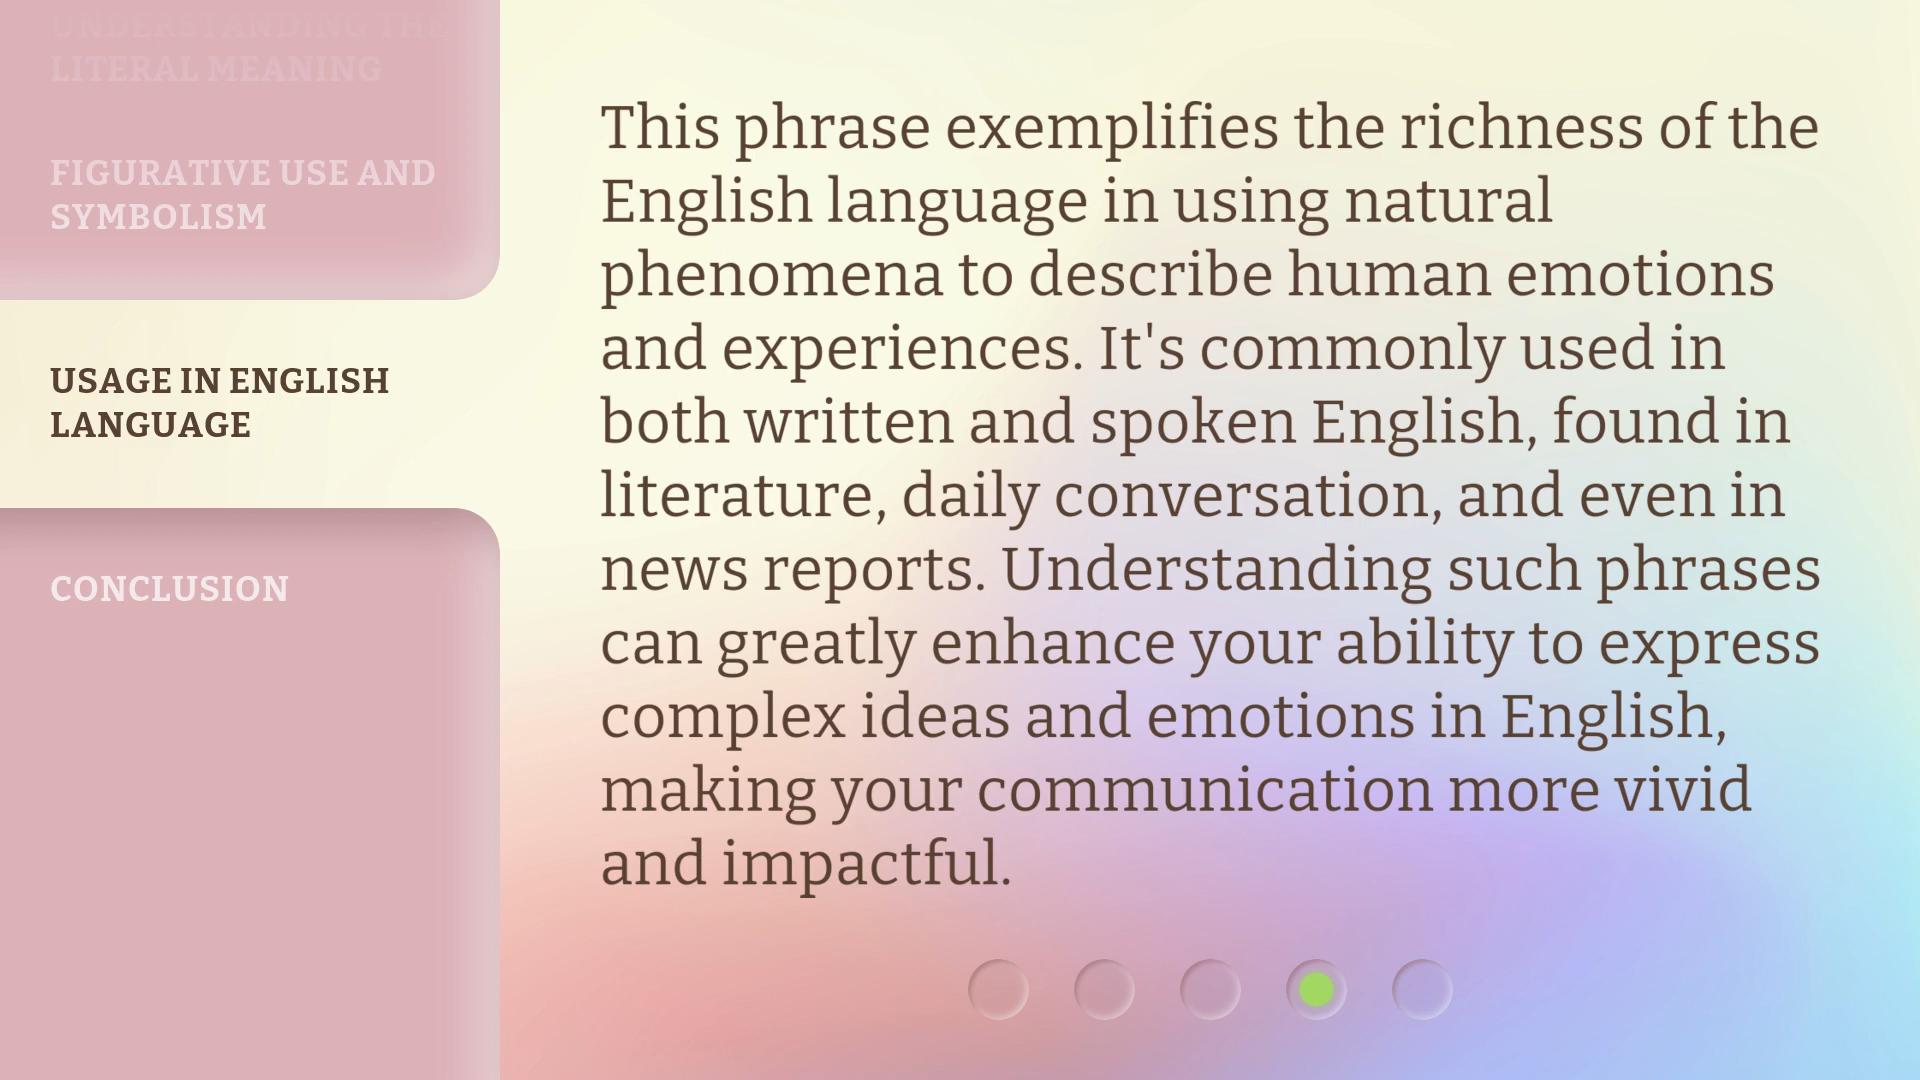 UNDERSTANDING THE
LITERAL MEANING
FIGURATIVE USE AND
SYMBOLISM
USAGE IN ENGLISH
LANGUAGE
CONCLUSION
This phrase exemplifies the richness of the
English language in using natural
phenomena to describe human emotions
and experiences. It's commonly used in
both written and spoken English, found in
literature, daily conversation, and even in
news reports. Understanding such phrases
can greatly enhance your ability to express
complex ideas and emotions in English,
making your communication more vivid
and impactful.